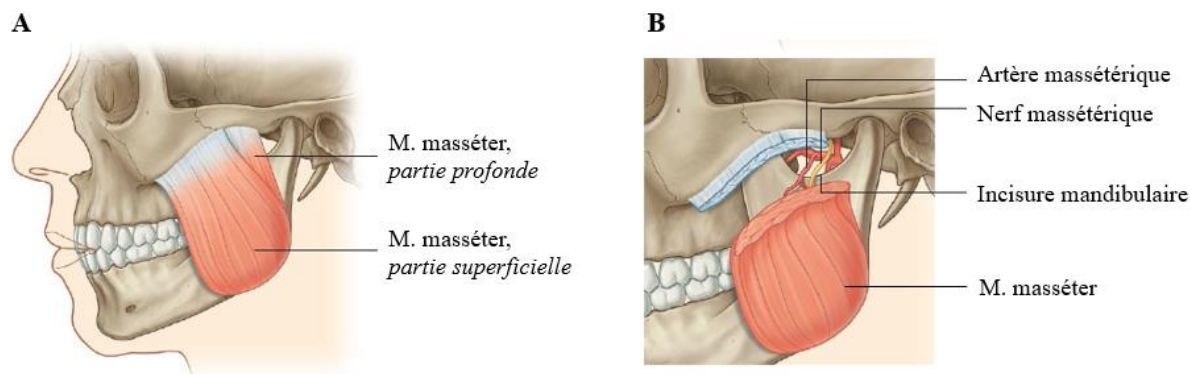 A
M. masséter,
partie profonde
M. masséter,
partie superficielle
B
Artère massétérique
Nerf massétérique
Incisure mandibulaire
M. masséter